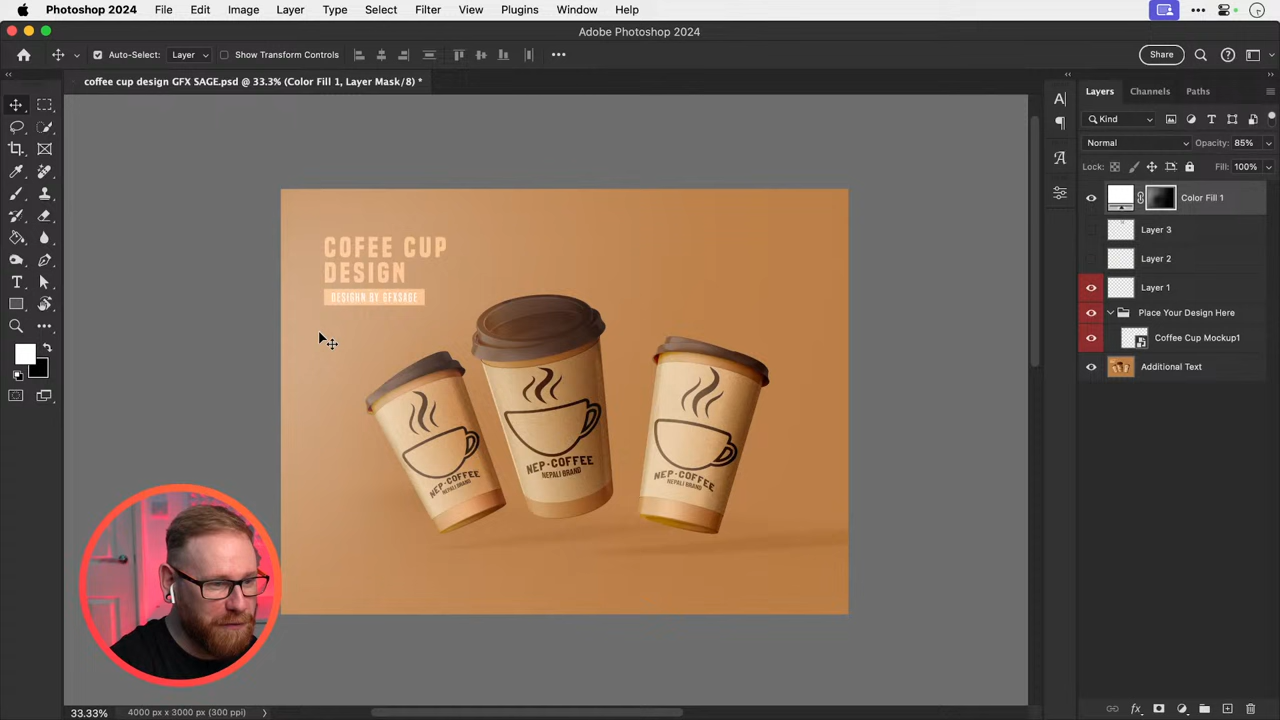 Photoshop 2024 File Edit Image Layer Type Select Filter View Plugins Window Help
Adobe Photoshop 2024
Auto-Select: Layer Show Transform Controls Share
coffee cup design GFX SAGE.psd @ 33.3% (Color Fill 1, Layer Mask/8) *
Layers Channels Paths
Kind
Normal Opacity: 85%
Lock: Fill: 100%
Color Fill 1
Layer 3
Layer 2
Layer 1
Place Your Design Here
Coffee Cup Mockup1
Additional Text
COFEE CUP
DESIGN
DESIGHN BY GFXSAGE
NEP-COFFEE
NEPALI BRAND
NEP-COFFEE
NEPALI BRAND
NEP-COFFEE
NEPALI BRAND
33.33% 4000 px x 3000 px (300 ppi)